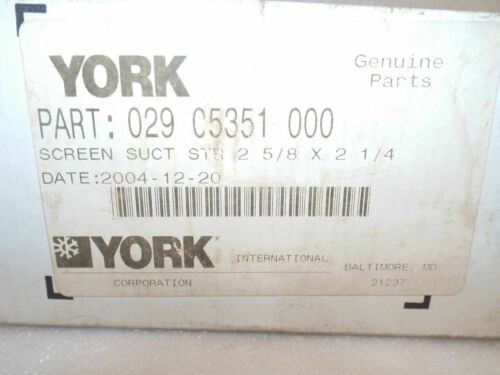 YORK
Genuine
Parts
PART: 029 C5351 000
SCREEN SUCT STR 2 5/8 X 2 1/4
DATE:2004-12-20
YORK INTERNATIONAL
CORPORATION
BALTIMORE, MD
21237